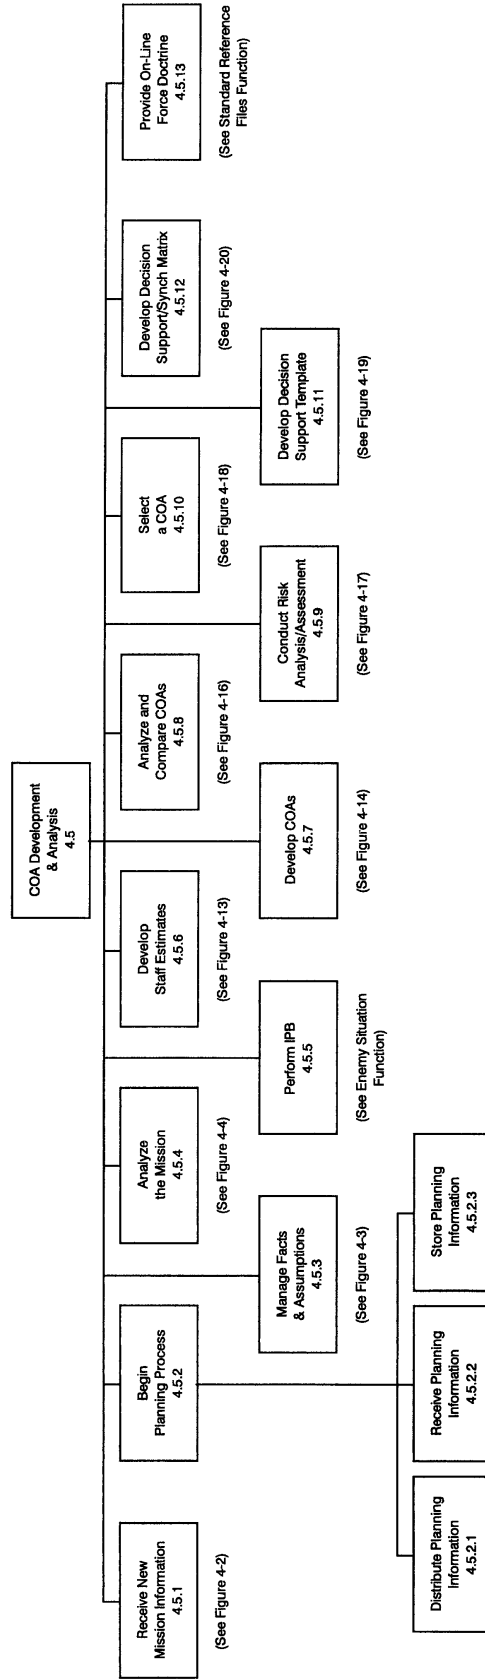 COA Development
& Analysis
4.5
Receive New
Mission Information
4.5.1
(See Figure 4-2)
Begin
Planning Process
4.5.2
Distribute Planning
Information
4.5.2.1
Receive Planning
Information
4.5.2.2
Store Planning
Information
4.5.2.3
Manage Facts
& Assumptions
4.5.3
(See Figure 4-3)
Analyze
the Mission
4.5.4
(See Figure 4-4)
Perform IPB
4.5.5
(See Enemy Situation
Function)
Develop
Staff Estimates
4.5.6
(See Figure 4-13)
Develop COAs
4.5.7
(See Figure 4-14)
Analyze and
Compare COAs
4.5.8
(See Figure 4-16)
Conduct Risk
Analysis/Assessment
4.5.9
(See Figure 4-17)
Select
a COA
4.5.10
(See Figure 4-18)
Develop Decision
Support Template
4.5.11
(See Figure 4-19)
Develop Decision
Support/Synch Matrix
4.5.12
(See Figure 4-20)
Provide On-Line
Force Doctrine
4.5.13
(See Standard Reference
Files Function)